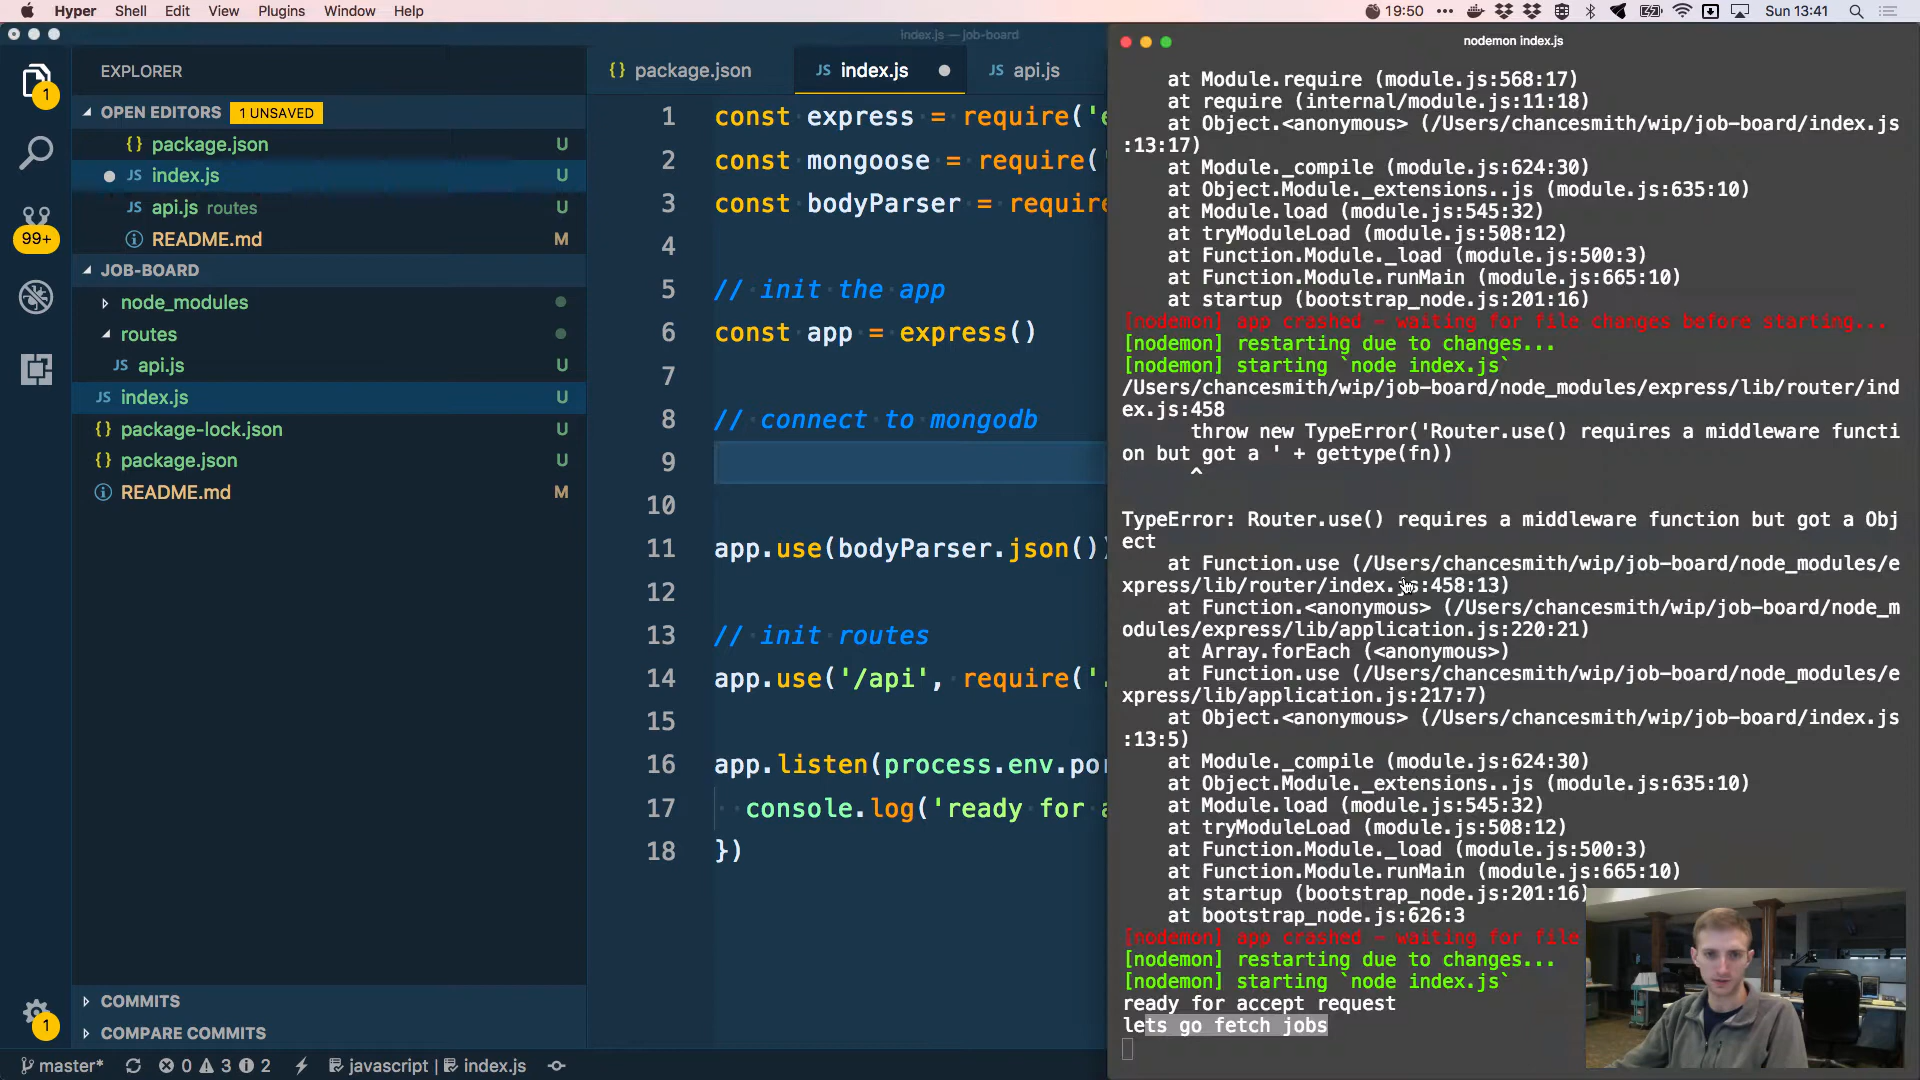 Hyper Shell Edit View Plugins Window Help
19:50 Sun 13:41
index.js — job-board
EXPLORER
OPEN EDITORS 1 UNSAVED
{} package.json U
JS index.js U
JS api.js routes U
README.md M
JOB-BOARD
node_modules
routes
JS api.js U
JS index.js U
{} package-lock.json U
{} package.json U
README.md M
COMMITS
COMPARE COMMITS
1
99+
1
master* 0 3 2 javascript index.js
{} package.json JS index.js JS api.js
1 const express = require('e
2 const mongoose = require('
3 const bodyParser = require
4
5 // init the app
6 const app = express()
7
8 // connect to mongodb
9
10
11 app.use(bodyParser.json())
12
13 // init routes
14 app.use('/api', require('.
15
16 app.listen(process.env.por
17 console.log('ready for a
18 })
nodemon index.js
at Module.require (module.js:568:17)
at require (internal/module.js:11:18)
at Object.<anonymous> (/Users/chancesmith/wip/job-board/index.js
:13:17)
at Module._compile (module.js:624:30)
at Object.Module._extensions..js (module.js:635:10)
at Module.load (module.js:545:32)
at tryModuleLoad (module.js:508:12)
at Function.Module._load (module.js:500:3)
at Function.Module.runMain (module.js:665:10)
at startup (bootstrap_node.js:201:16)
[nodemon] app crashed - waiting for file changes before starting...
[nodemon] restarting due to changes...
[nodemon] starting `node index.js`
/Users/chancesmith/wip/job-board/node_modules/express/lib/router/ind
ex.js:458
throw new TypeError('Router.use() requires a middleware functi
on but got a ' + gettype(fn))
^
TypeError: Router.use() requires a middleware function but got a Obj
ect
at Function.use (/Users/chancesmith/wip/job-board/node_modules/e
xpress/lib/router/index.js:458:13)
at Function.<anonymous> (/Users/chancesmith/wip/job-board/node_m
odules/express/lib/application.js:220:21)
at Array.forEach (<anonymous>)
at Function.use (/Users/chancesmith/wip/job-board/node_modules/e
xpress/lib/application.js:217:7)
at Object.<anonymous> (/Users/chancesmith/wip/job-board/index.js
:13:5)
at Module._compile (module.js:624:30)
at Object.Module._extensions..js (module.js:635:10)
at Module.load (module.js:545:32)
at tryModuleLoad (module.js:508:12)
at Function.Module._load (module.js:500:3)
at Function.Module.runMain (module.js:665:10)
at startup (bootstrap_node.js:201:16)
at bootstrap_node.js:626:3
[nodemon] app crashed - waiting for file
[nodemon] restarting due to changes...
[nodemon] starting `node index.js`
ready for accept request
lets go fetch jobs